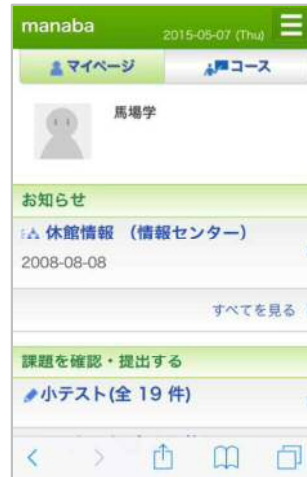 manaba
2015-05-07 (Thu)
マイページ
コース
馬場学
お知らせ
休館情報 (情報センター)
2008-08-08
すべてを見る
課題を確認・提出する
小テスト(全 19 件)